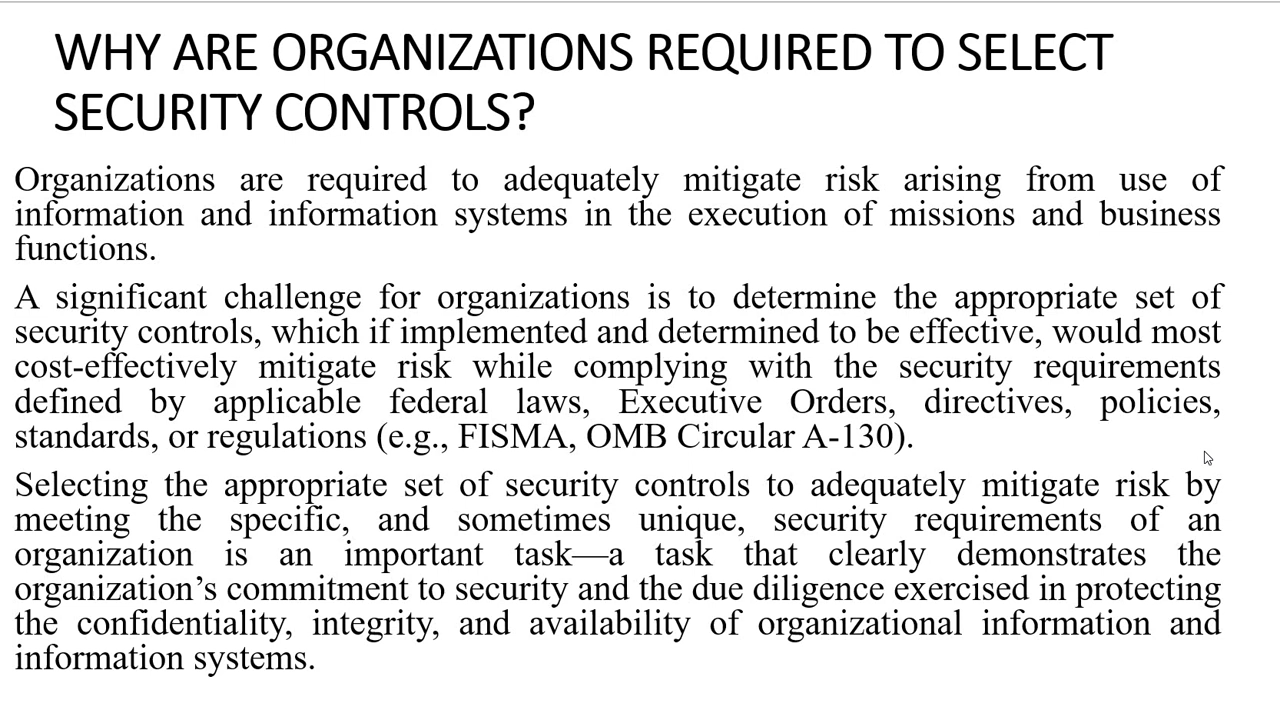 WHY ARE ORGANIZATIONS REQUIRED TO SELECT
SECURITY CONTROLS?
Organizations are required to adequately mitigate risk arising from use of
information and information systems in the execution of missions and business
functions.
A significant challenge for organizations is to determine the appropriate set of
security controls, which if implemented and determined to be effective, would most
cost-effectively mitigate risk while complying with the security requirements
defined by applicable federal laws, Executive Orders, directives, policies,
standards, or regulations (e.g., FISMA, OMB Circular A-130).
Selecting the appropriate set of security controls to adequately mitigate risk by
meeting the specific, and sometimes unique, security requirements of an
organization is an important task—a task that clearly demonstrates the
organization’s commitment to security and the due diligence exercised in protecting
the confidentiality, integrity, and availability of organizational information and
information systems.